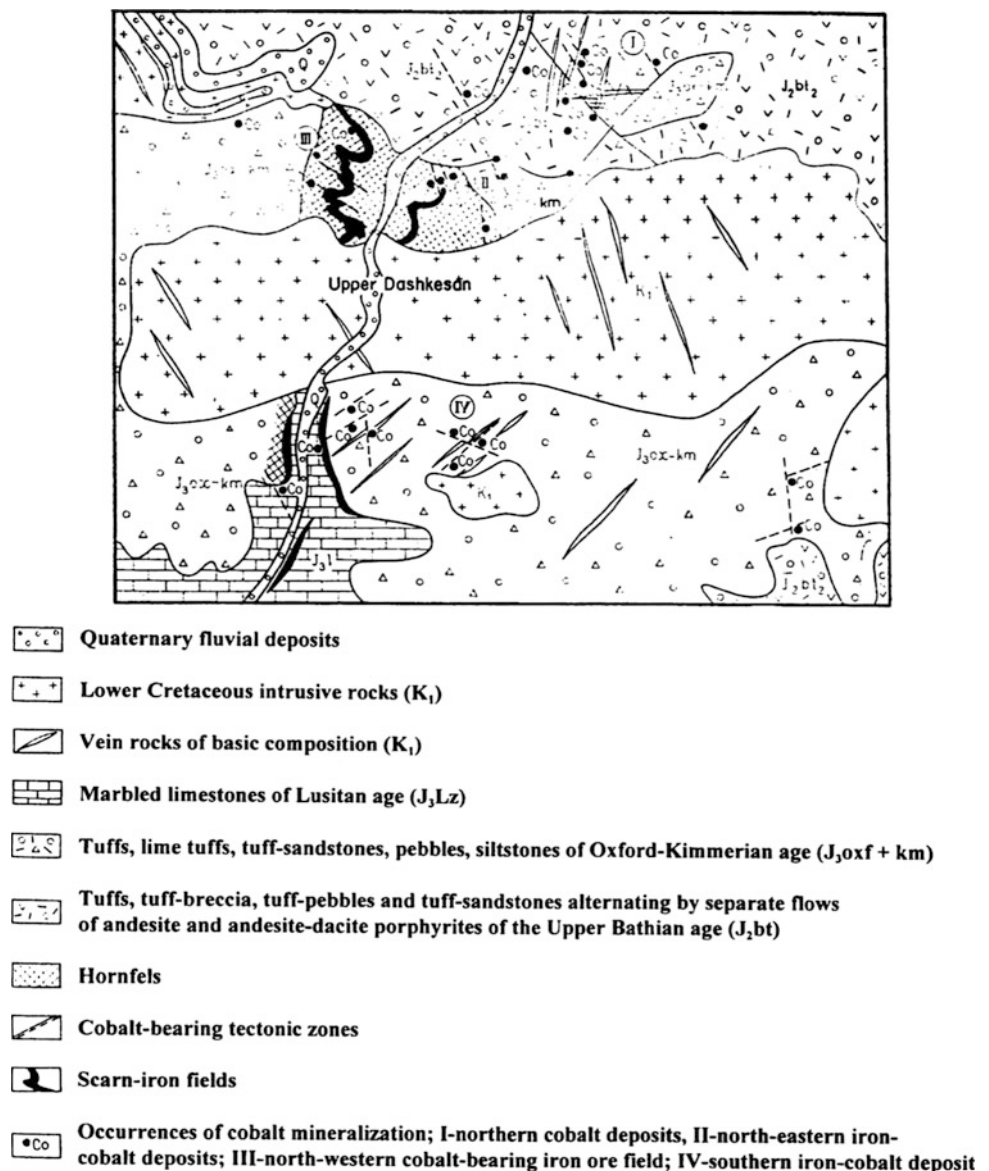 Co
I
Q
Co
Co
J₂bt₂
Co
J₂bt₂
Co
III
Co
II
km
Upper Dashkesan
K₁
Q
Co
IV
Co
Co
Co
Co
Co
J₃ox-km
J₃ox-km
Co
K₁
Co
Co
J₃l
J₂bt₂
Quaternary fluvial deposits
Lower Cretaceous intrusive rocks (K₁)
Vein rocks of basic composition (K₁)
Marbled limestones of Lusitan age (J₃Lz)
Tuffs, lime tuffs, tuff-sandstones, pebbles, siltstones of Oxford-Kimmerian age (J₃oxf + km)
Tuffs, tuff-breccia, tuff-pebbles and tuff-sandstones alternating by separate flows
of andesite and andesite-dacite porphyrites of the Upper Bathian age (J₂bt)
Hornfels
Cobalt-bearing tectonic zones
Scarn-iron fields
Co
Occurrences of cobalt mineralization; I-northern cobalt deposits, II-north-eastern iron-
cobalt deposits; III-north-western cobalt-bearing iron ore field; IV-southern iron-cobalt deposit